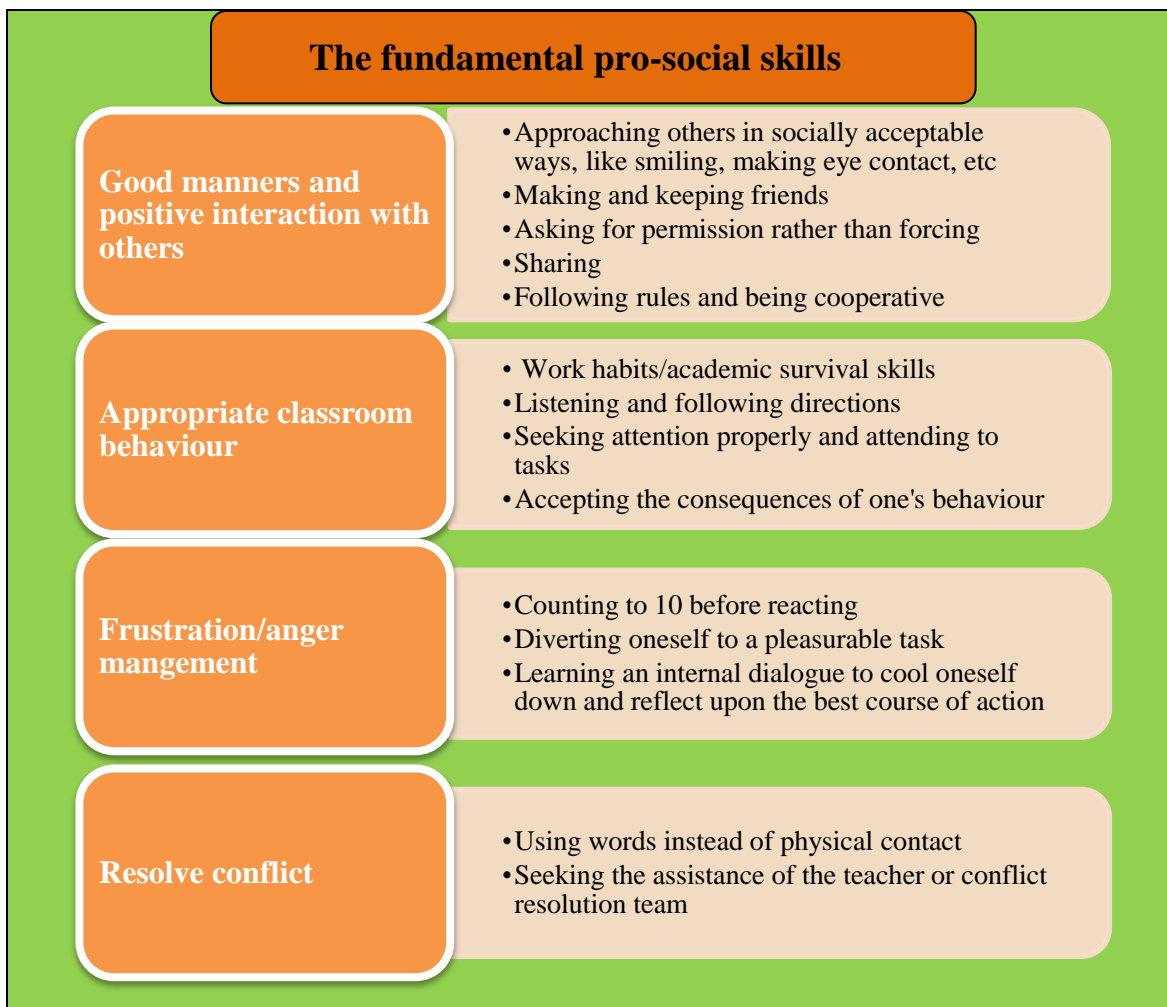 The fundamental pro-social skills
Good manners and
positive interaction with
others
•Approaching others in socially acceptable
ways, like smiling, making eye contact, etc
•Making and keeping friends
•Asking for permission rather than forcing
•Sharing
•Following rules and being cooperative
Appropriate classroom
behaviour
• Work habits/academic survival skills
•Listening and following directions
•Seeking attention properly and attending to
tasks
•Accepting the consequences of one's behaviour
Frustration/anger
mangement
•Counting to 10 before reacting
•Diverting oneself to a pleasurable task
•Learning an internal dialogue to cool oneself
down and reflect upon the best course of action
Resolve conflict
•Using words instead of physical contact
•Seeking the assistance of the teacher or conflict
resolution team